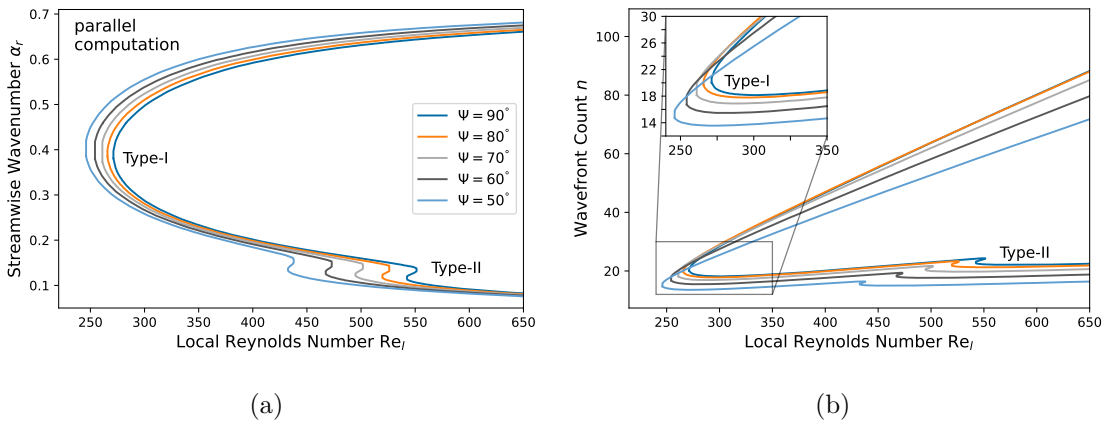 parallel
computation
Streamwise Wavenumber αr
0.7
0.6
0.5
0.4
0.3
0.2
0.1
Type-I
Type-II
Ψ = 90°
Ψ = 80°
Ψ = 70°
Ψ = 60°
Ψ = 50°
250 300 350 400 450 500 550 600 650
Local Reynolds Number Rel
(a)
Wavefront Count n
100
80
60
40
20
30
26
22
18
14
250 300 350
Type-I
Type-II
250 300 350 400 450 500 550 600 650
Local Reynolds Number Rel
(b)